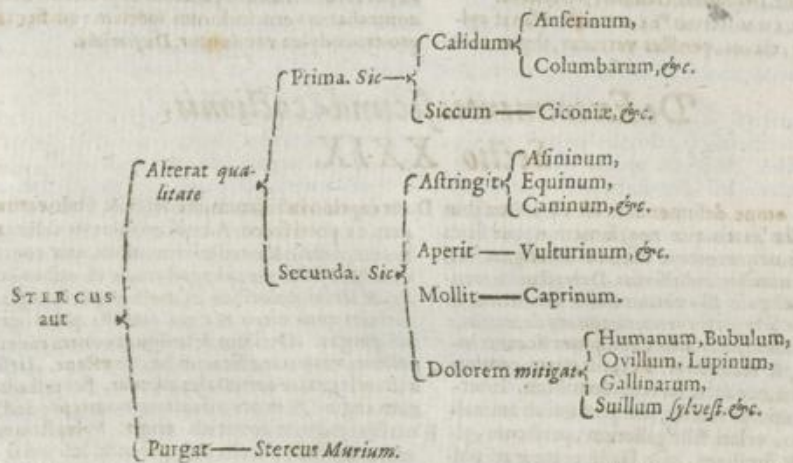 Anserinum,
Calidum
Columbarum, &c.
Prima. Sic
Siccum — Ciconiæ, &c.
Alterat qua-
litate
Asininum,
Astringit Equinum,
Caninum, &c.
Aperit — Vulturinum, &c.
Secunda. Sic
Mollit — Caprinum.
STERCUS
aut
Humanum, Bubulum,
Ovillum, Lupinum,
Dolorem mitigat
Gallinarum,
Suillum sylvest. &c.
Purgat — Stercus Murium.